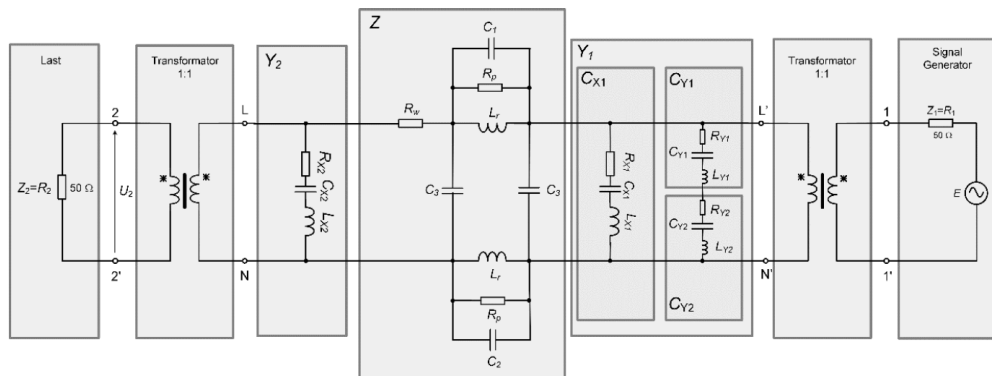 Last
Z2=R2
50 Ω
2
U2
2'
Transformator
1:1
*
*
L
N
Y2
RX2
CX2
LX2
Z
C1
Rp
Rw
Lr
C3
C3
Lr
Rp
C2
Y1
CX1
RX1
CX1
LX1
CY1
RY1
CY1
LY1
RY2
CY2
LY2
CY2
L'
N'
Transformator
1:1
*
*
1
1'
Signal
Generator
Z1=R1
50 Ω
E